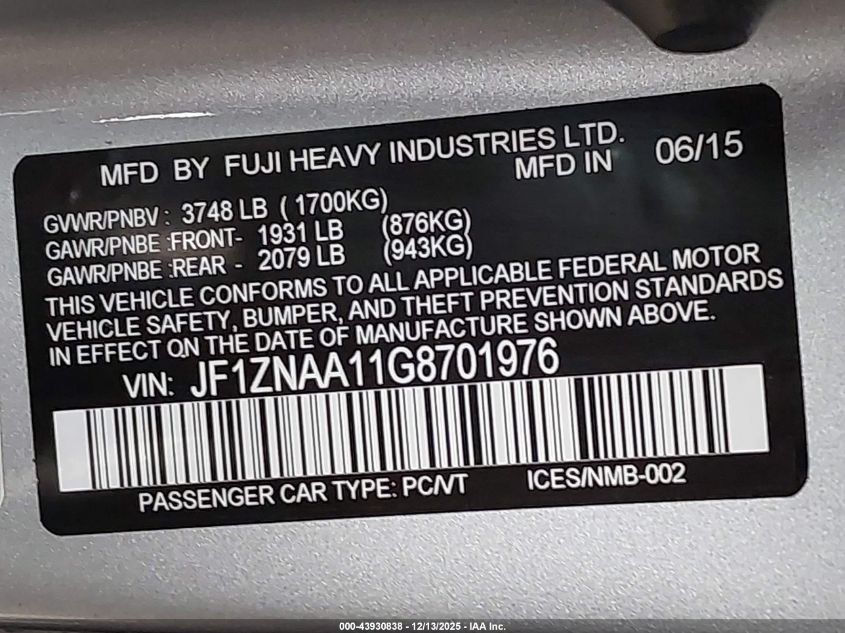 MFD BY FUJI HEAVY INDUSTRIES LTD.
MFD IN 06/15
GVWR/PNBV : 3748 LB ( 1700KG)
GAWR/PNBE :FRONT- 1931 LB (876KG)
GAWR/PNBE :REAR - 2079 LB (943KG)
THIS VEHICLE CONFORMS TO ALL APPLICABLE FEDERAL MOTOR
VEHICLE SAFETY, BUMPER, AND THEFT PREVENTION STANDARDS
IN EFFECT ON THE DATE OF MANUFACTURE SHOWN ABOVE.
VIN: JF1ZNAA11G8701976
PASSENGER CAR TYPE: PC/VT ICES/NMB-002
000-43930838 - 12/13/2025 - IAA Inc.